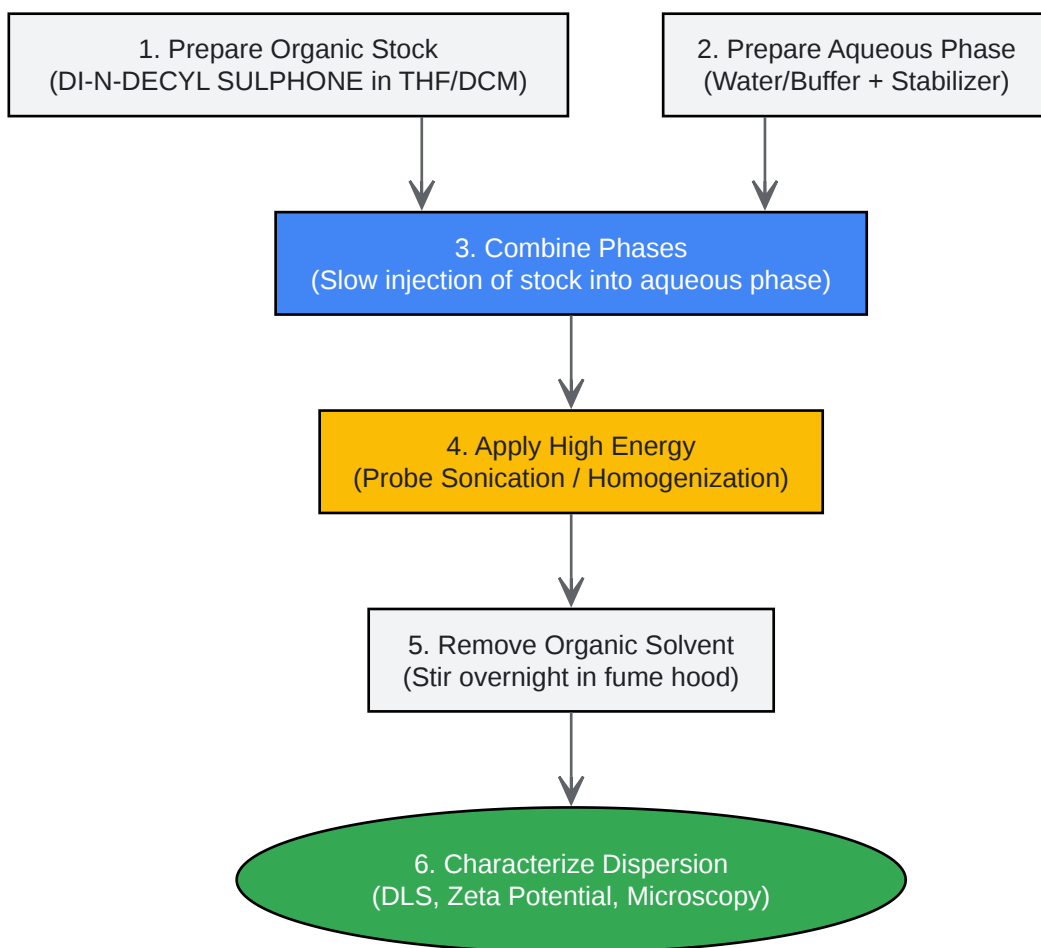 1. Prepare Organic Stock
(DI-N-DECYL SULPHONE in THF/DCM)
2. Prepare Aqueous Phase
(Water/Buffer + Stabilizer)
3. Combine Phases
(Slow injection of stock into aqueous phase)
4. Apply High Energy
(Probe Sonication / Homogenization)
5. Remove Organic Solvent
(Stir overnight in fume hood)
6. Characterize Dispersion
(DLS, Zeta Potential, Microscopy)